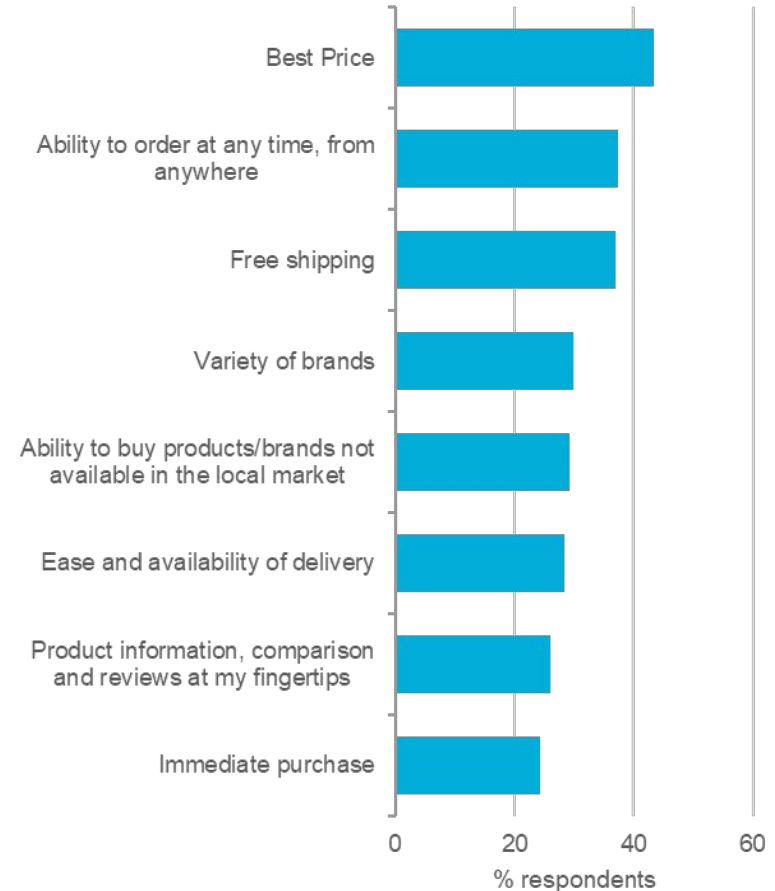 Best Price
Ability to order at any time, from
anywhere
Free shipping
Variety of brands
Ability to buy products/brands not
available in the local market
Ease and availability of delivery
Product information, comparison
and reviews at my fingertips
Immediate purchase
0 20 40 60
% respondents